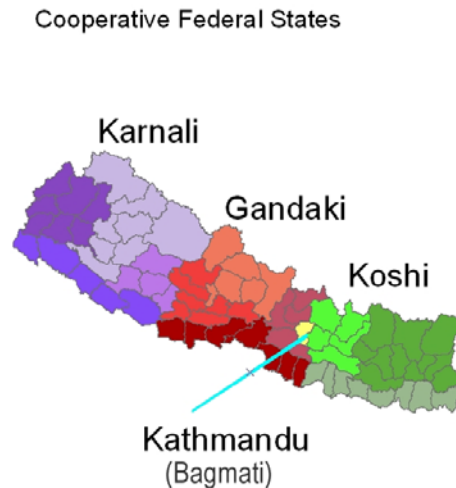 Cooperative Federal States
Karnali
Gandaki
Koshi
Kathmandu
(Bagmati)